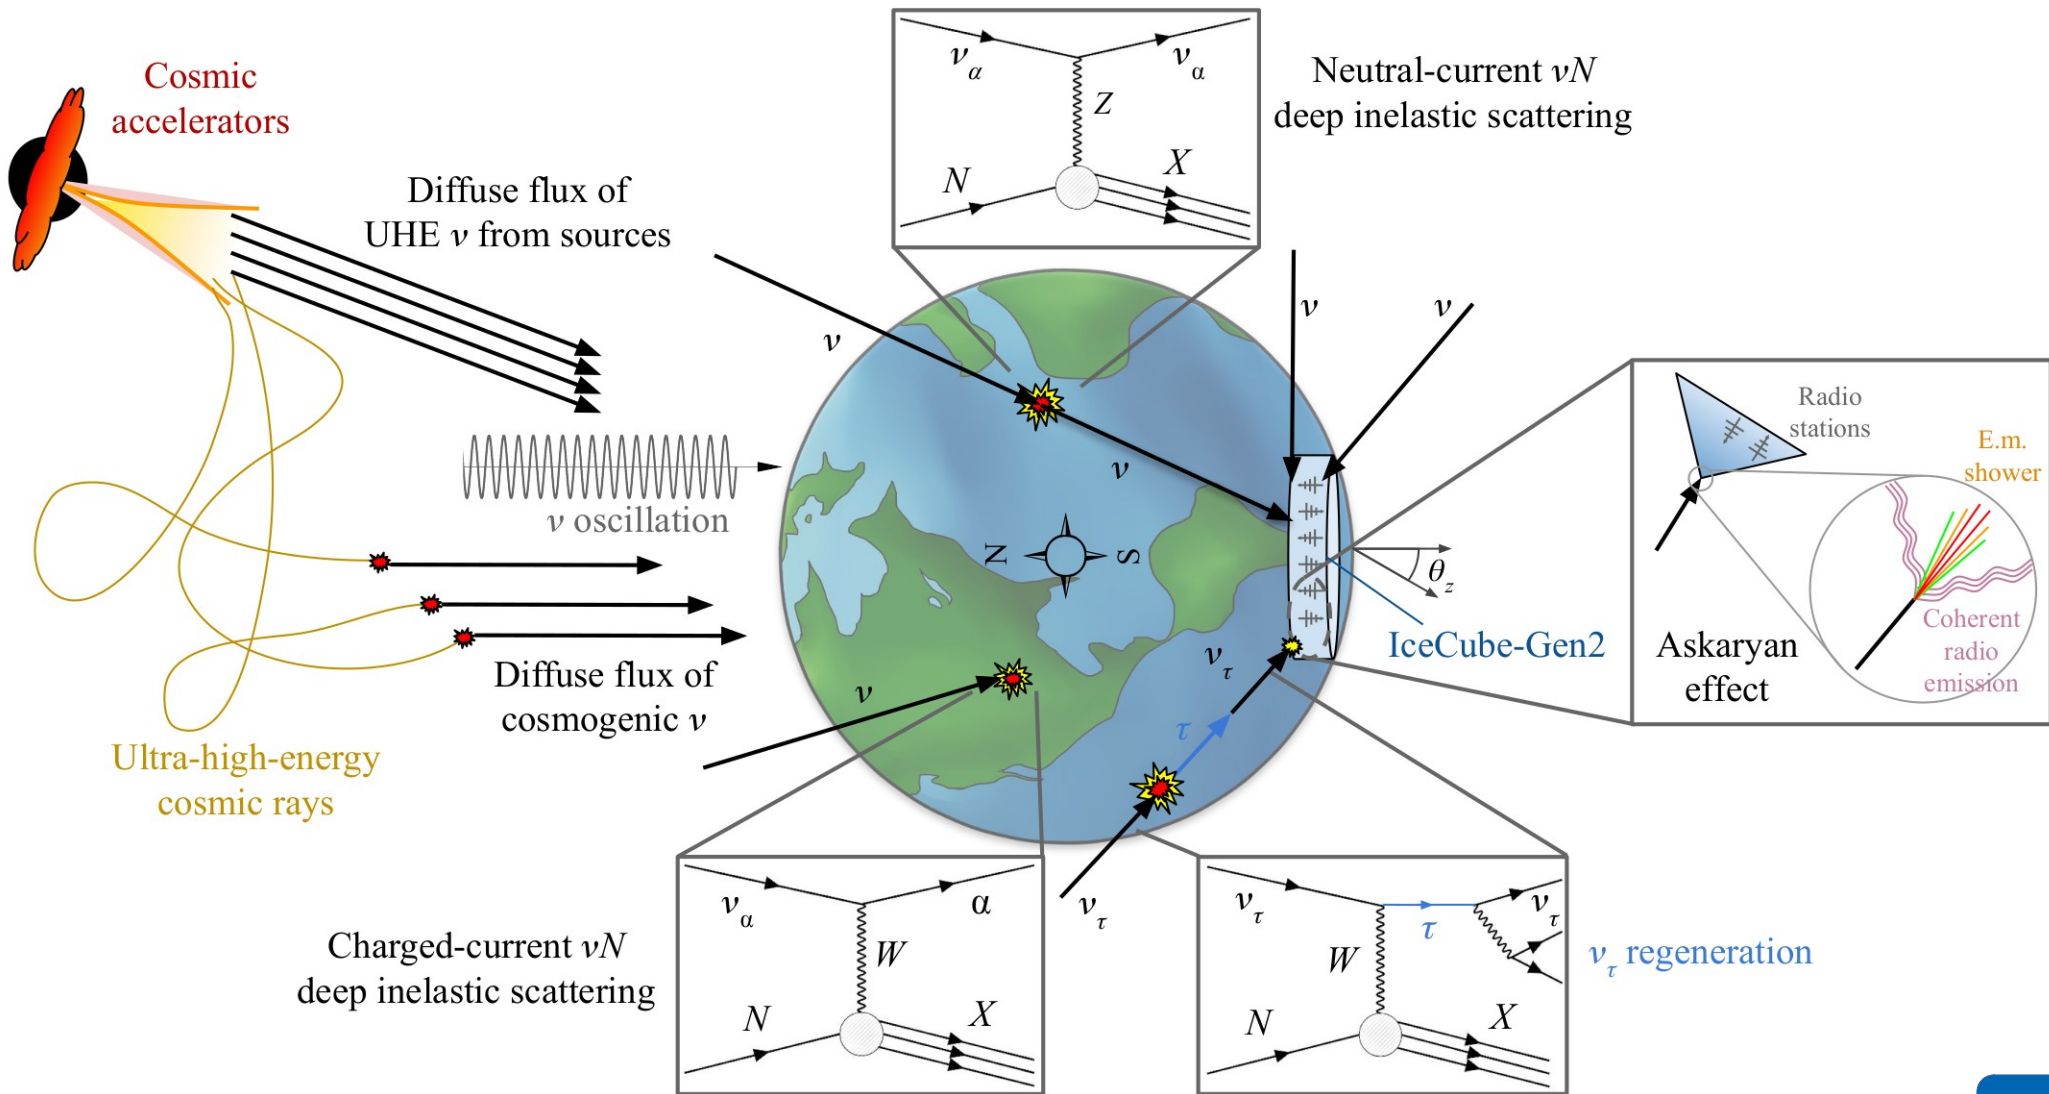 Cosmic
accelerators
Diffuse flux of
UHE ν from sources
ν_α
ν_α
Z
N
X
Neutral-current νN
deep inelastic scattering
ν
ν
ν
ν
ν oscillation
N
S
θ_z
IceCube-Gen2
Radio
stations
E.m.
shower
Coherent
radio
emission
Askaryan
effect
Diffuse flux of
cosmogenic ν
ν
ν_τ
τ
ν_τ
Ultra-high-energy
cosmic rays
Charged-current νN
deep inelastic scattering
ν_α
α
W
N
X
ν_τ
τ
ν_τ
W
N
X
ν_τ regeneration